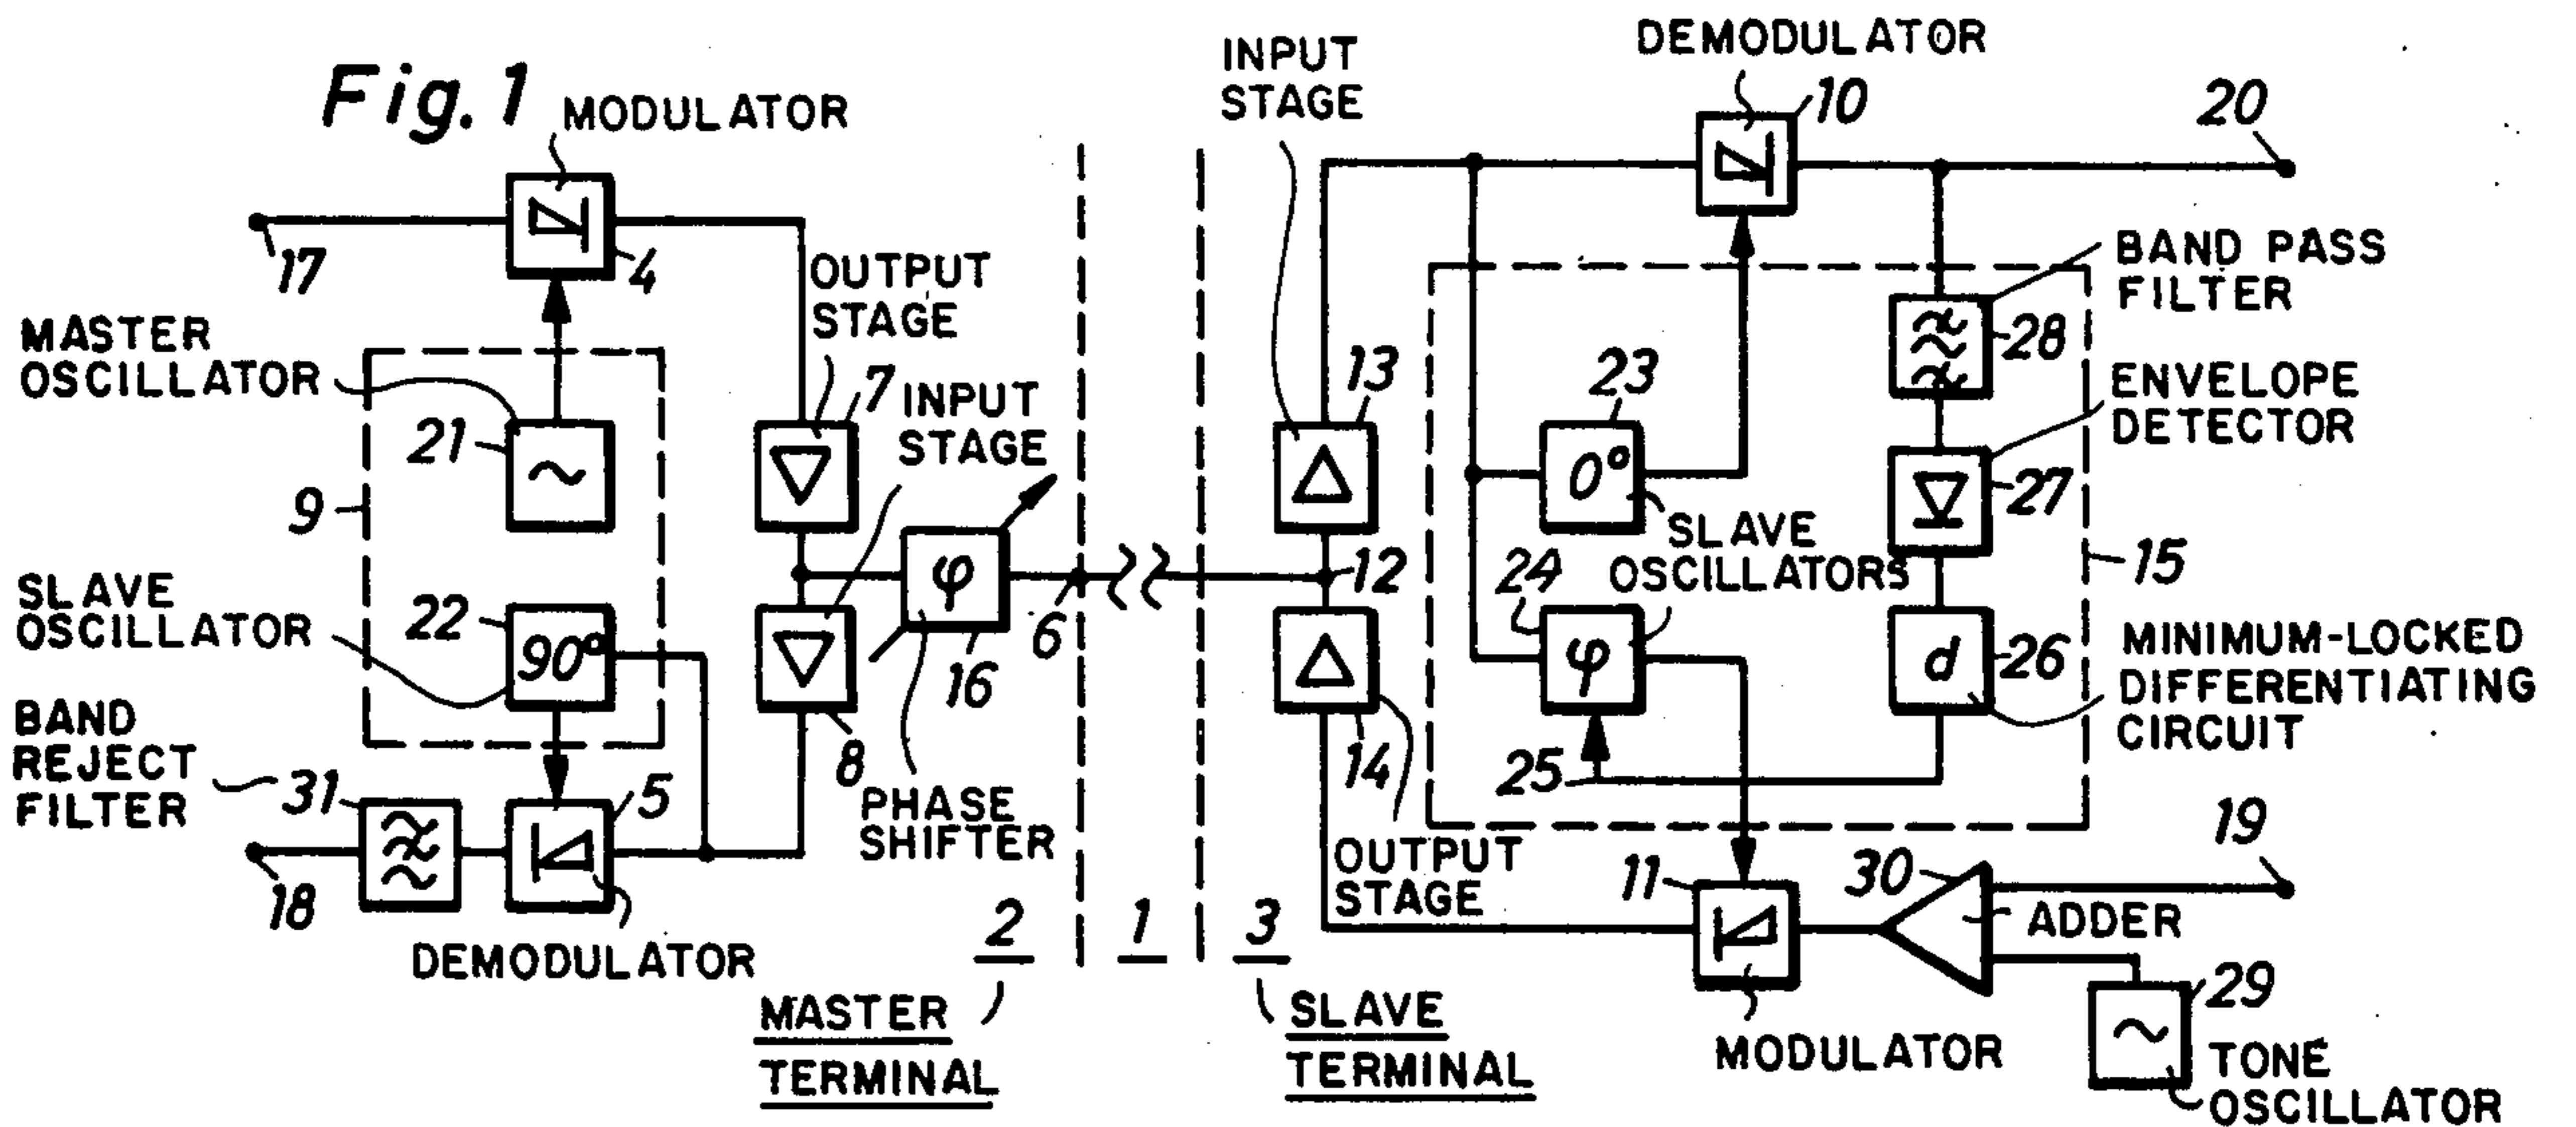 Fig. 1
MODULATOR
4
17
MASTER
OSCILLATOR
21
9
SLAVE
OSCILLATOR
22
90°
BAND
REJECT
FILTER
31
18
5
DEMODULATOR
OUTPUT
STAGE
7
INPUT
STAGE
8
φ
16
PHASE
SHIFTER
6
2
MASTER
TERMINAL
1
3
SLAVE
TERMINAL
INPUT
STAGE
13
12
14
OUTPUT
STAGE
DEMODULATOR
10
20
BAND PASS
FILTER
28
ENVELOPE
DETECTOR
27
23
0°
SLAVE
OSCILLATORS
24
φ
25
15
d
26
MINIMUM-LOCKED
DIFFERENTIATING
CIRCUIT
19
11
30
ADDER
MODULATOR
29
TONE
OSCILLATOR